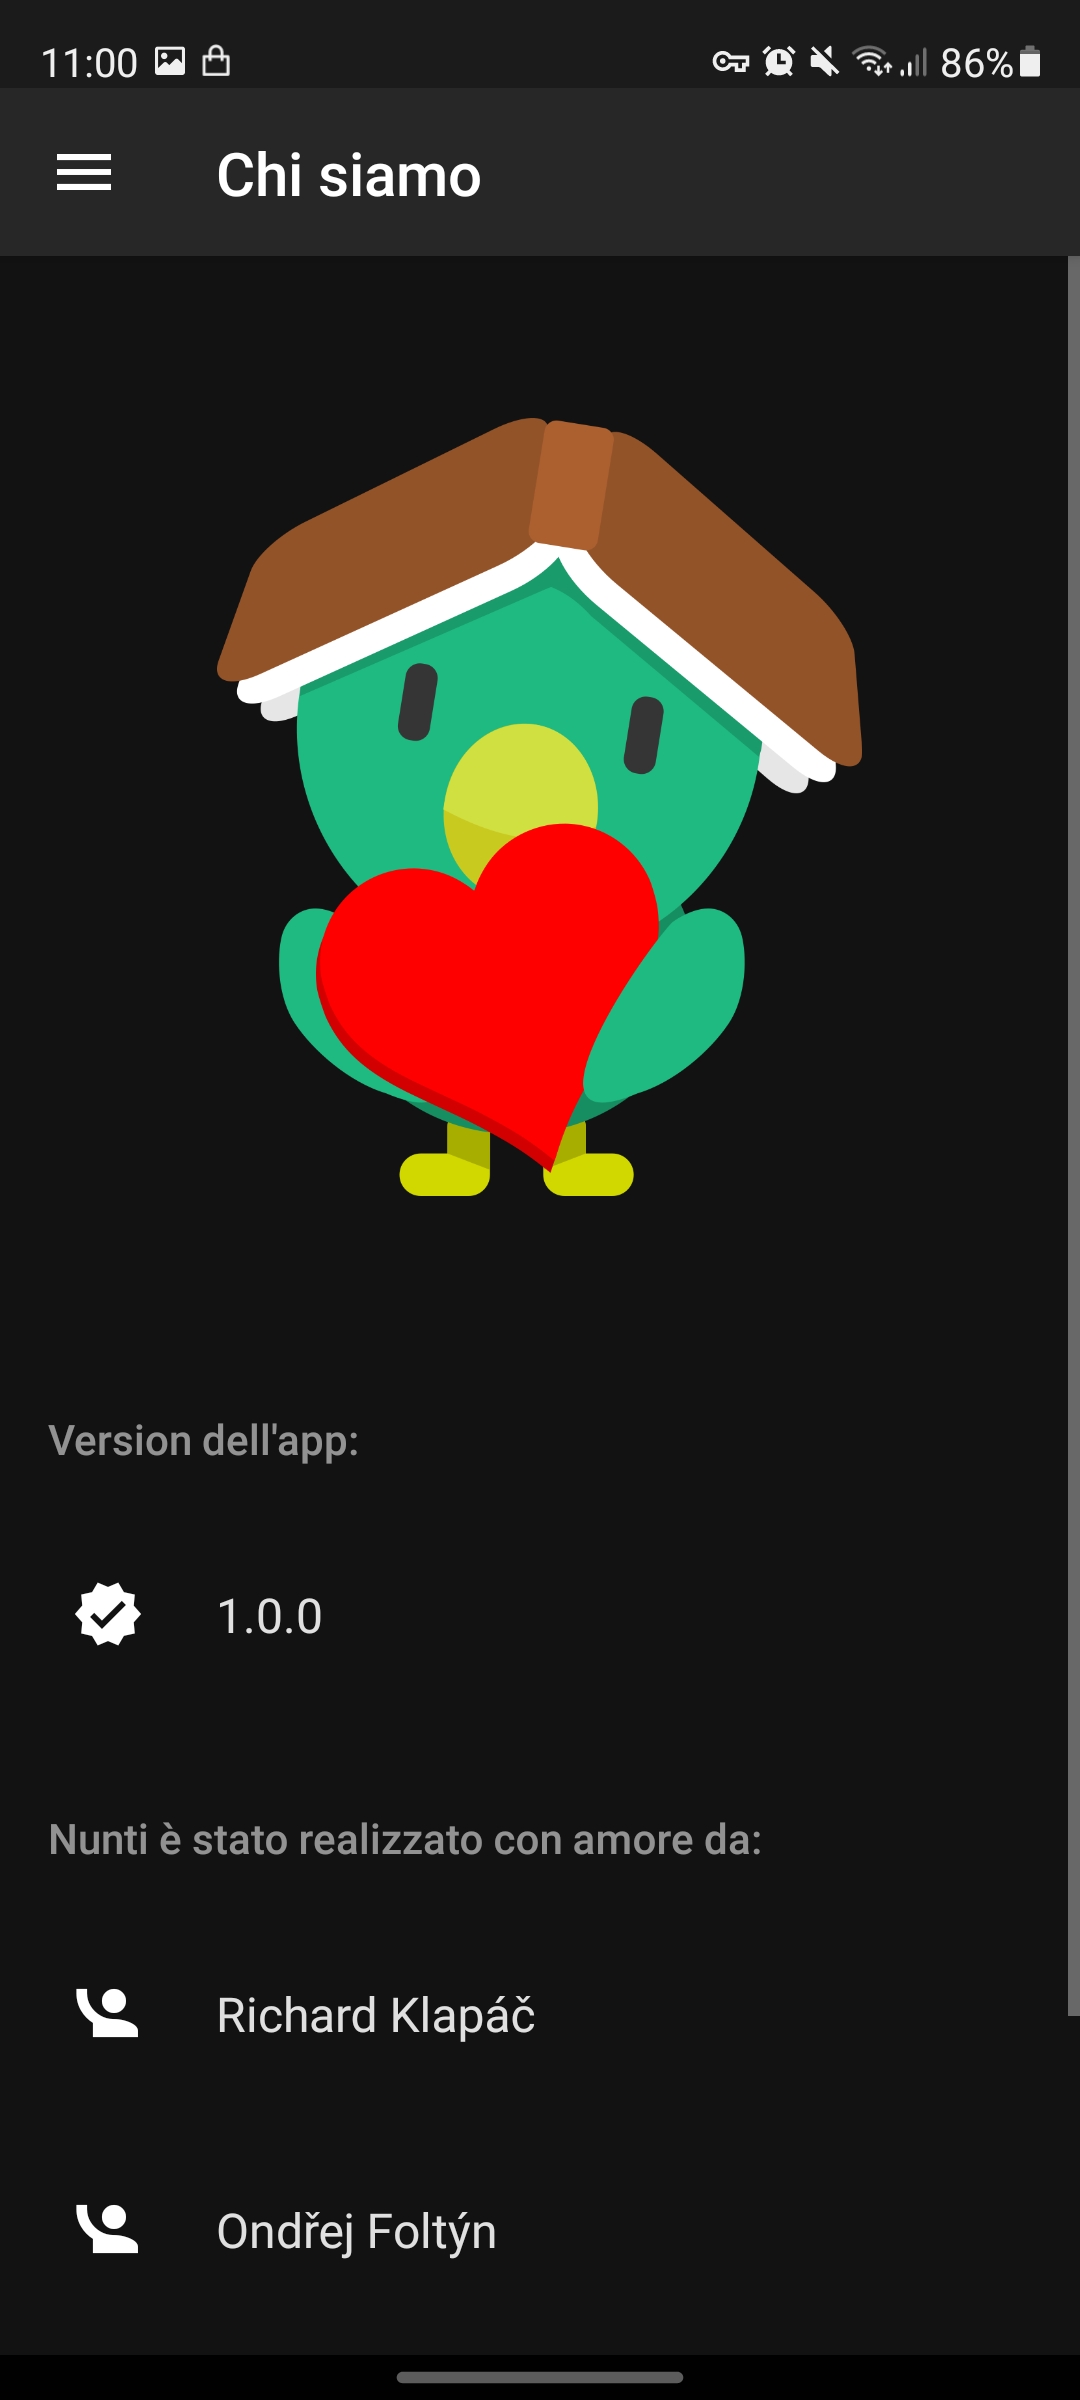 11:00 86%
Chi siamo
Version dell'app:
1.0.0
Nunti è stato realizzato con amore da:
Richard Klapáč
Ondřej Foltýn